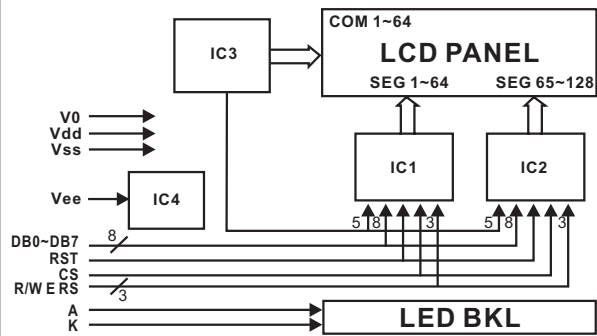 COM 1~64
LCD PANEL
SEG 1~64 SEG 65~128
IC3
V0
Vdd
Vss
IC1
IC2
Vee
IC4
5 8 3 5 8 3
DB0~DB7 8
RST
CS
R/W E RS 3
A
K
LED BKL